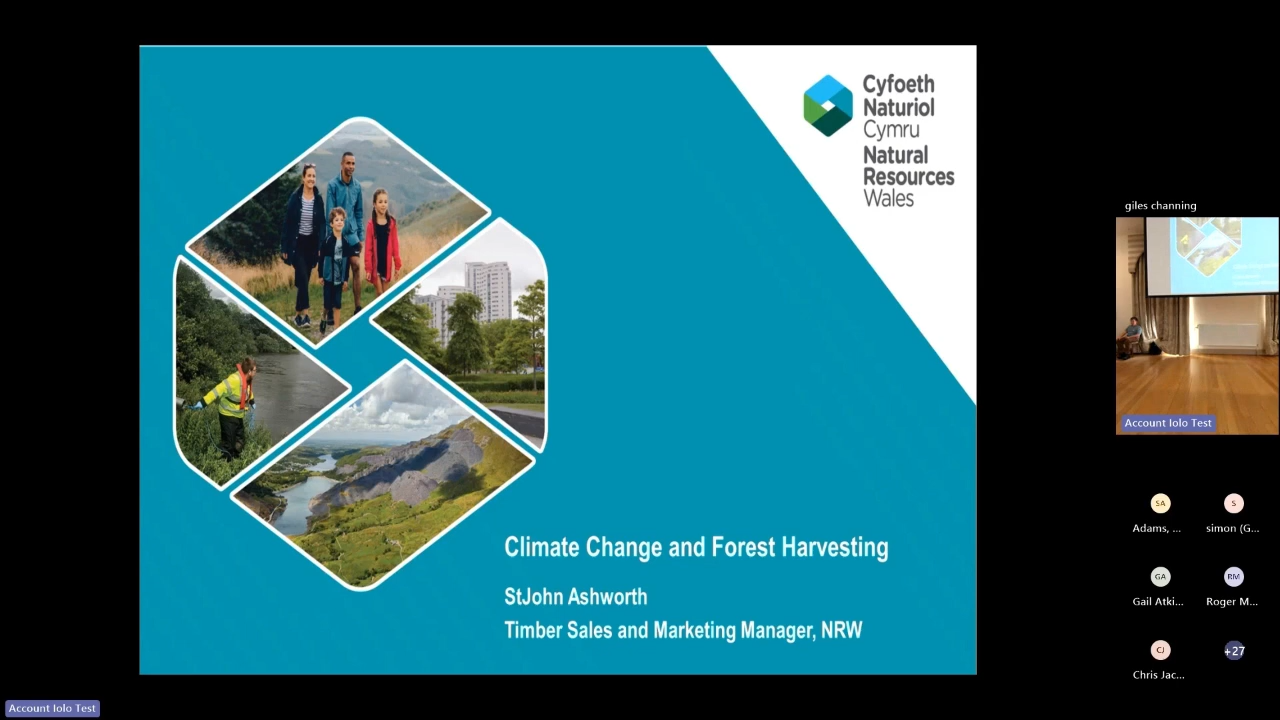 Cyfoeth
Naturiol
Cymru
Natural
Resources
Wales
Climate Change and Forest Harvesting
StJohn Ashworth
Timber Sales and Marketing Manager, NRW
giles channing
Account Iolo Test
SA
Adams, ...
S
simon (G...
GA
Gail Atki...
RM
Roger M...
CJ
Chris Jac...
+27
Account Iolo Test